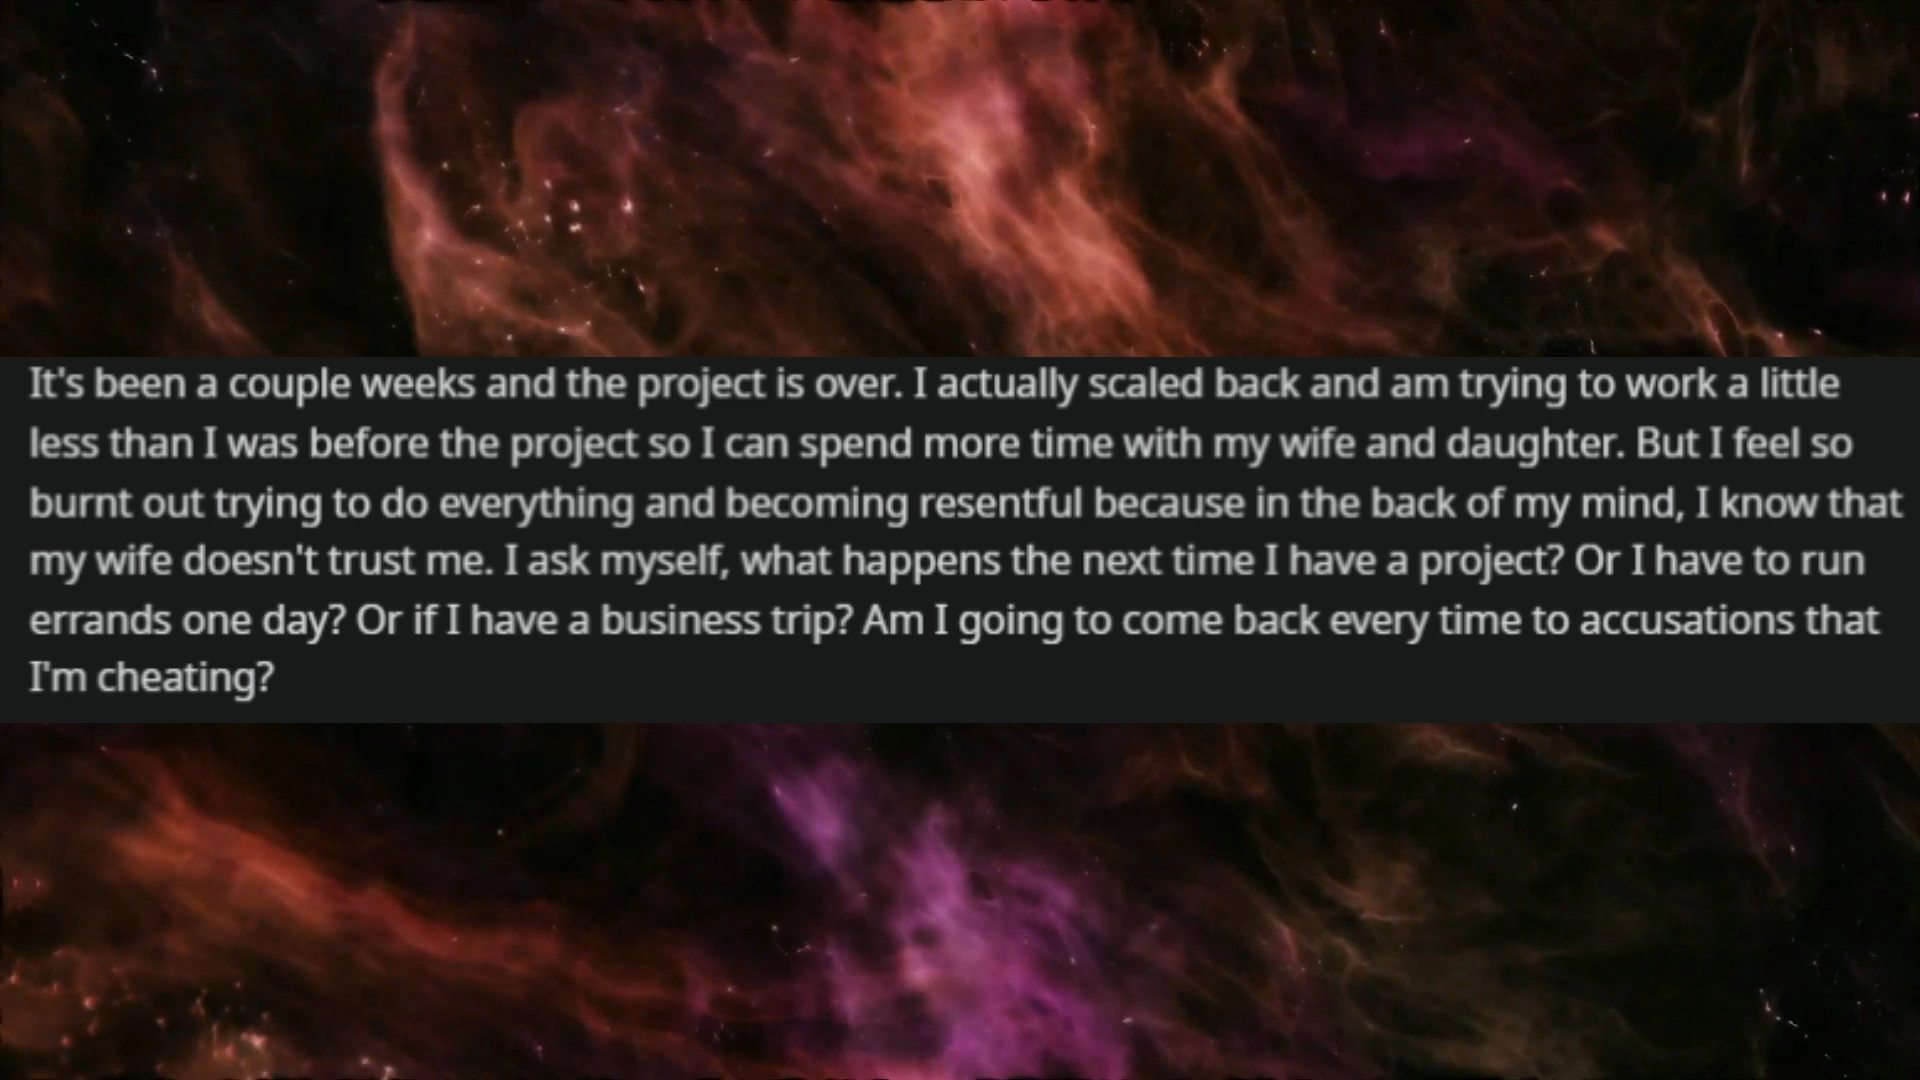 It's been a couple weeks and the project is over. I actually scaled back and am trying to work a little
less than I was before the project so I can spend more time with my wife and daughter. But I feel so
burnt out trying to do everything and becoming resentful because in the back of my mind, I know that
my wife doesn't trust me. I ask myself, what happens the next time I have a project? Or I have to run
errands one day? Or if I have a business trip? Am I going to come back every time to accusations that
I'm cheating?